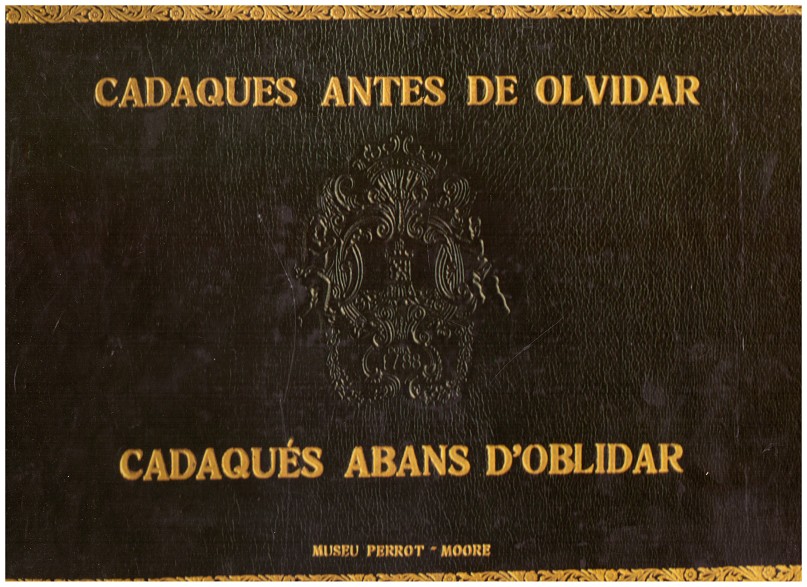 CADAQUES ANTES DE OLVIDAR
CADAQUÉS ABANS D'OBLIDAR
MUSEU PERROT - MOORE